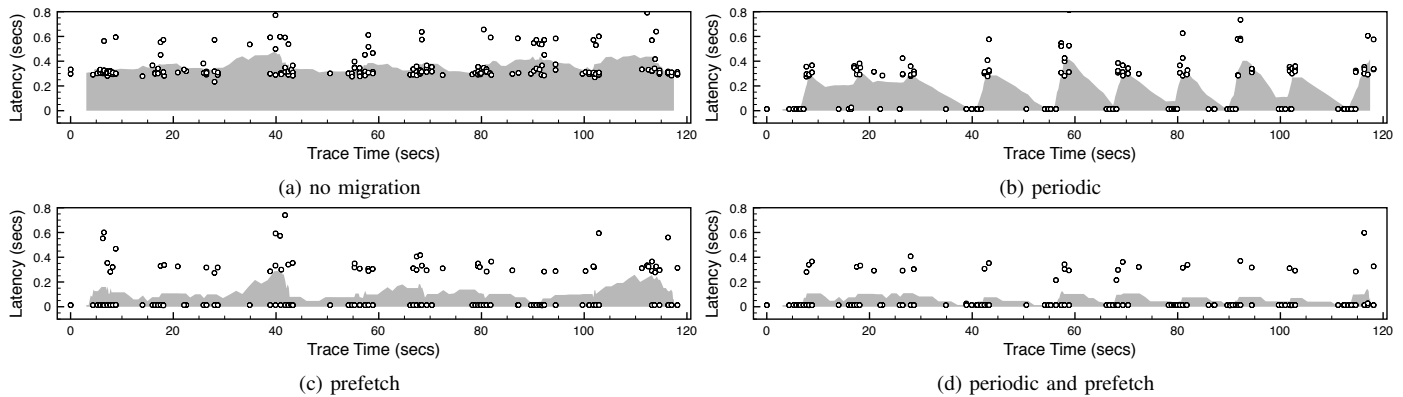 Latency (secs)
0.8
0.6
0.4
0.2
0
0 20 40 60 80 100 120
Trace Time (secs)
(a) no migration
Latency (secs)
0.8
0.6
0.4
0.2
0
0 20 40 60 80 100 120
Trace Time (secs)
(b) periodic
Latency (secs)
0.8
0.6
0.4
0.2
0
0 20 40 60 80 100 120
Trace Time (secs)
(c) prefetch
Latency (secs)
0.8
0.6
0.4
0.2
0
0 20 40 60 80 100 120
Trace Time (secs)
(d) periodic and prefetch